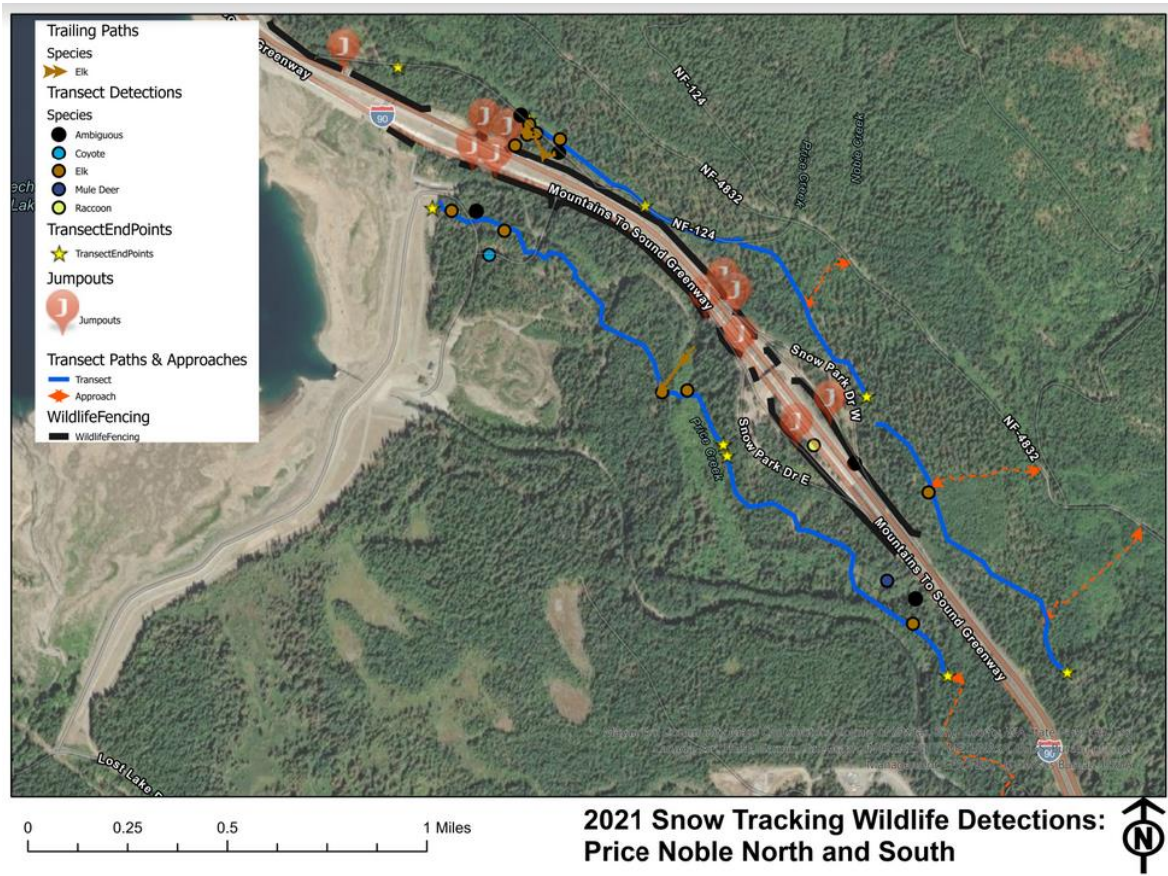 Trailing Paths
Species
Elk
Transect Detections
Species
Ambiguous
Coyote
Elk
Mule Deer
Raccoon
TransectEndPoints
TransectEndPoints
Jumpouts
J
Jumpouts
Transect Paths & Approaches
Transect
Approach
WildlifeFencing
WildlifeFencing
Greenway
90
J
J
J
J
J
NF-124
NF-4832
Price Creek
Noble Creek
Lake
Mountains To Sound Greenway
NF-124
J
J
J
Snow Park Dr W
J
J
Snow Park Dr E
Price Creek
NF-4832
Mountains To Sound Greenway
90
Lost Lake
0 0.25 0.5 1 Miles
2021 Snow Tracking Wildlife Detections:
Price Noble North and South
N